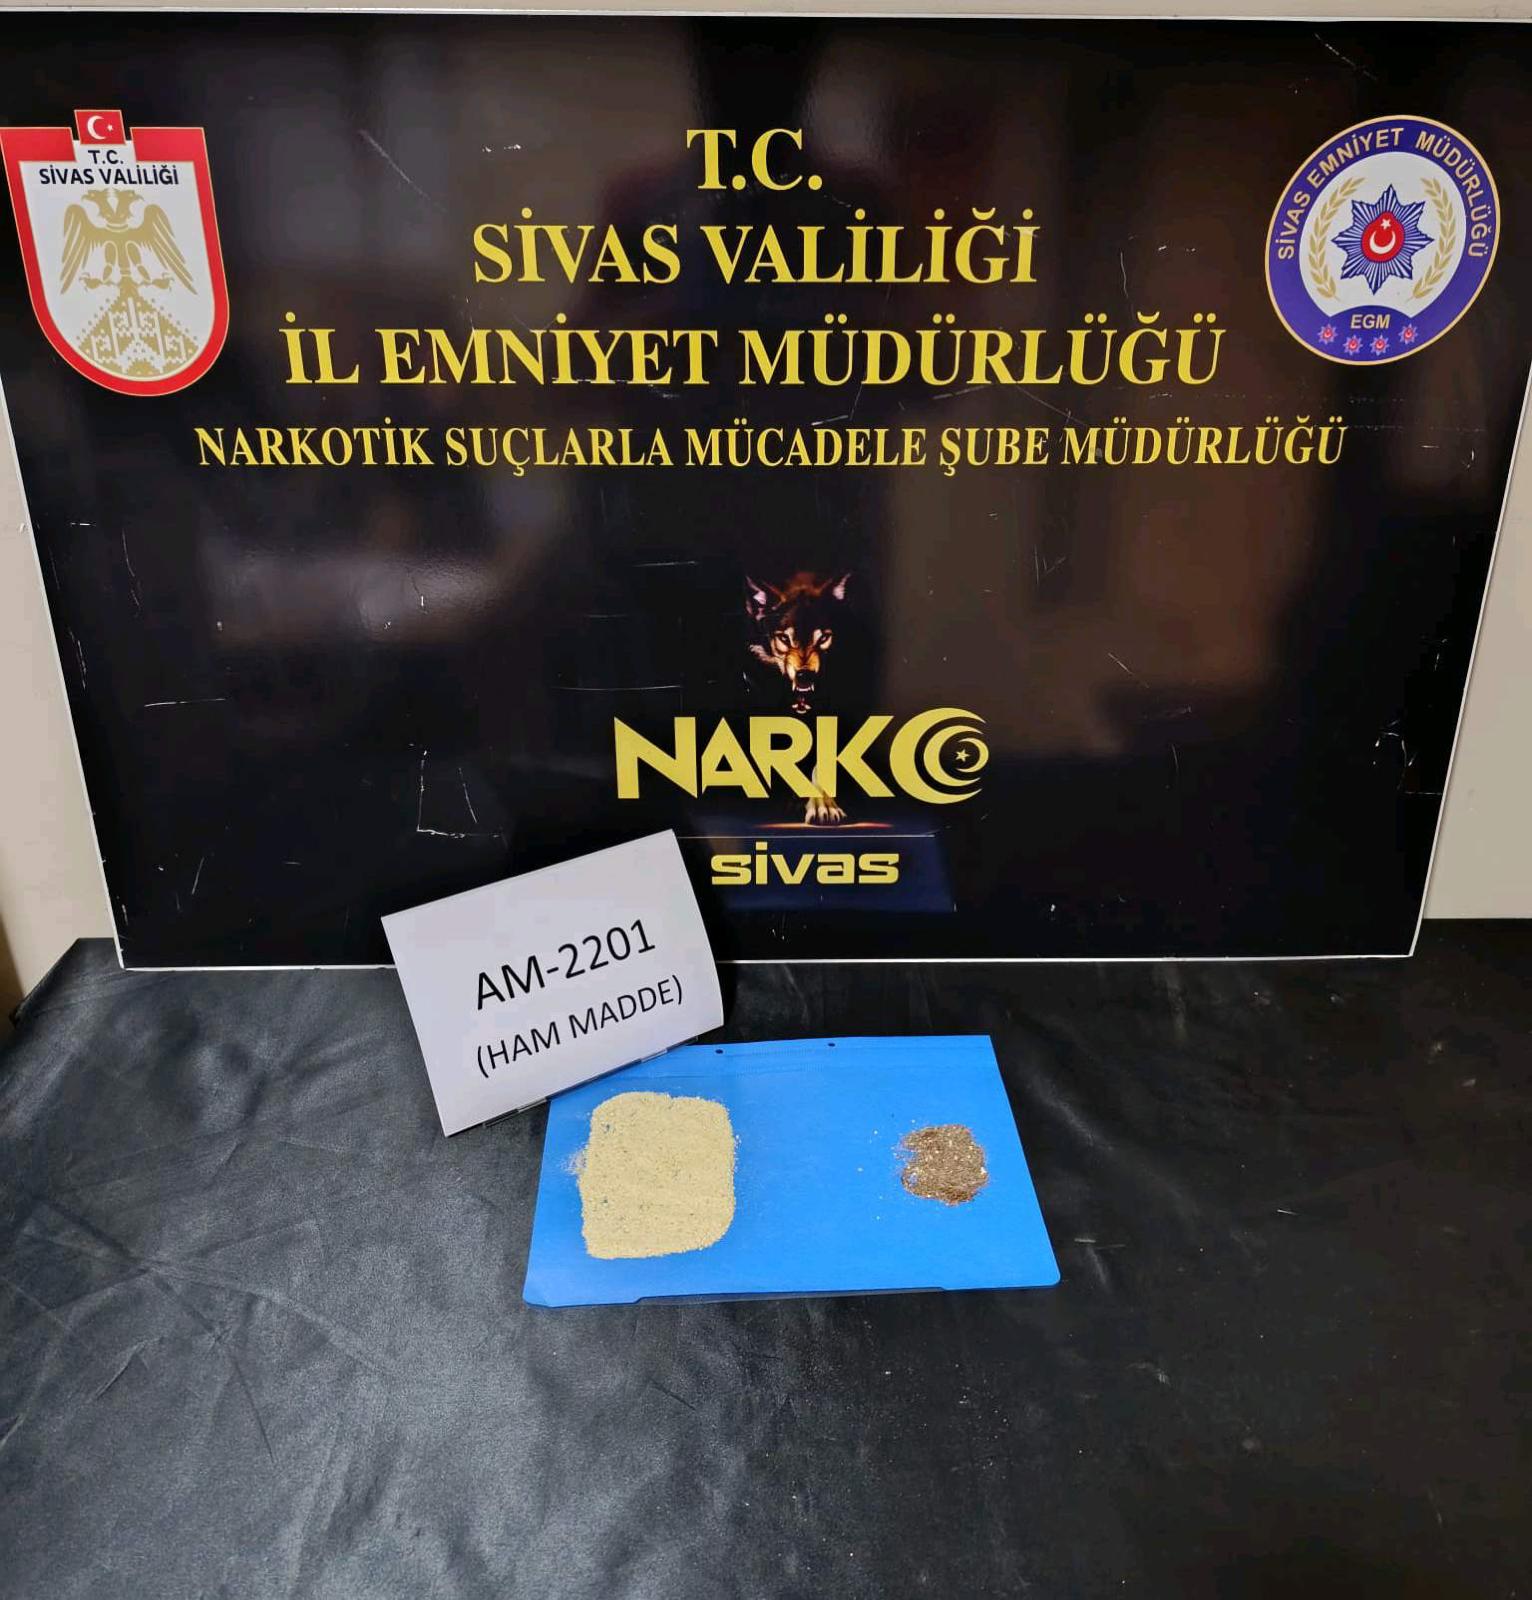 T.C.
SİVAS VALİLİĞİ
T.C.
SİVAS VALİLİĞİ
İL EMNİYET MÜDÜRLÜĞÜ
NARKOTİK SUÇLARLA MÜCADELE ŞUBE MÜDÜRLÜĞÜ
SİVAS EMNİYET MÜDÜRLÜĞÜ
EGM
NARKO
sivas
AM-2201
(HAM MADDE)